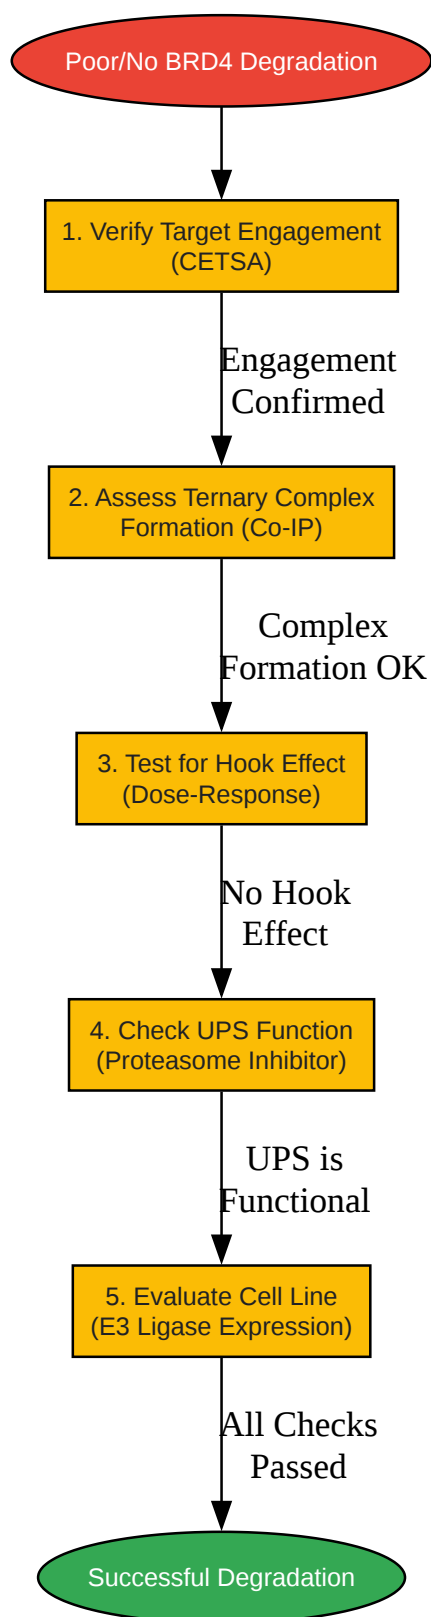 Poor/No BRD4 Degradation
1. Verify Target Engagement
(CETSA)
Engagement
Confirmed
2. Assess Ternary Complex
Formation (Co-IP)
Complex
Formation OK
3. Test for Hook Effect
(Dose-Response)
No Hook
Effect
4. Check UPS Function
(Proteasome Inhibitor)
UPS is
Functional
5. Evaluate Cell Line
(E3 Ligase Expression)
All Checks
Passed
Successful Degradation